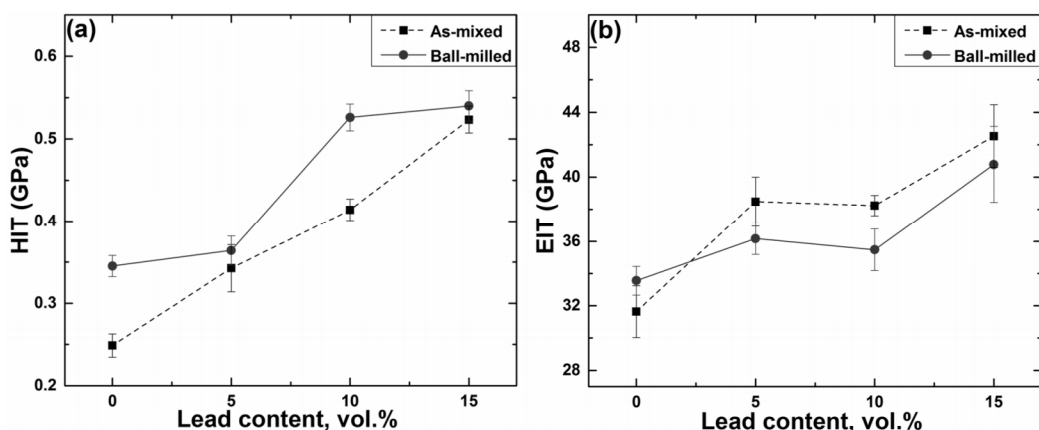 (a)
As-mixed
Ball-milled
HIT (GPa)
0.6
0.5
0.4
0.3
0.2
0 5 10 15
Lead content, vol.%
(b)
As-mixed
Ball-milled
EIT (GPa)
48
44
40
36
32
28
0 5 10 15
Lead content, vol.%